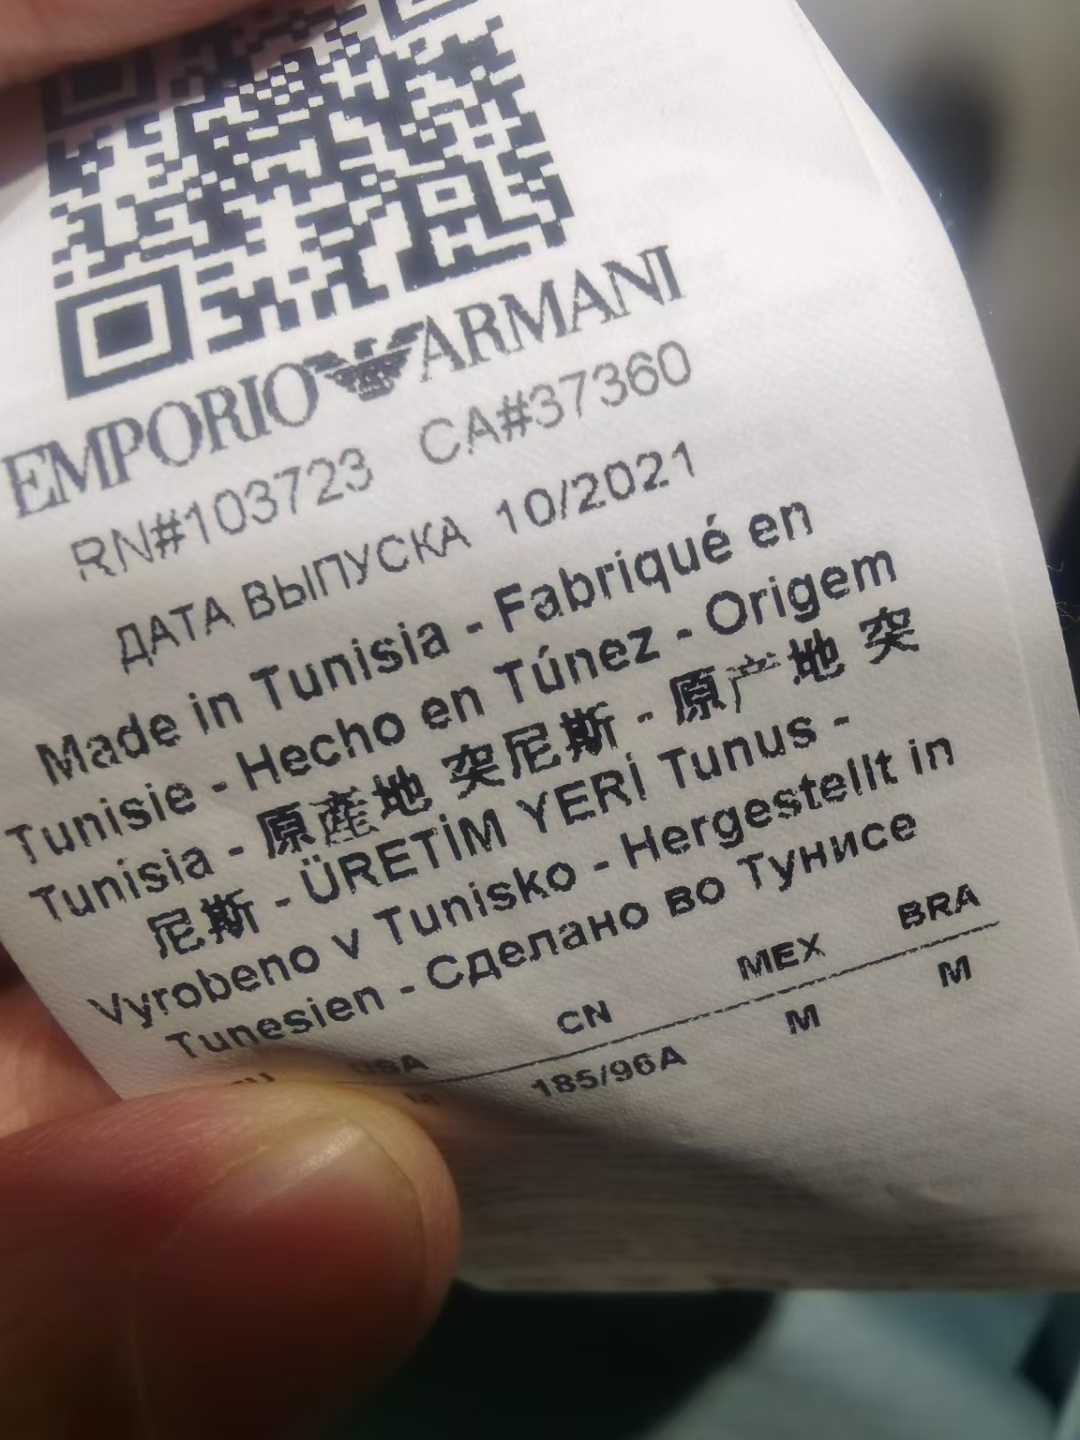 EMPORIO ARMANI
RN#103723 CA#37360
ДАТА ВЫПУСКА 10/2021
Made in Tunisia - Fabriqué en
Tunisie - Hecho en Túnez - Origem
Tunisia - 原產地 突尼斯 - 原产地 突
尼斯 - ÜRETİM YERİ Tunus -
Vyrobeno v Tunisko - Hergestellt in
Tunesien - Сделано во Тунисе
USA CN MEX BRA
M 185/96A M M